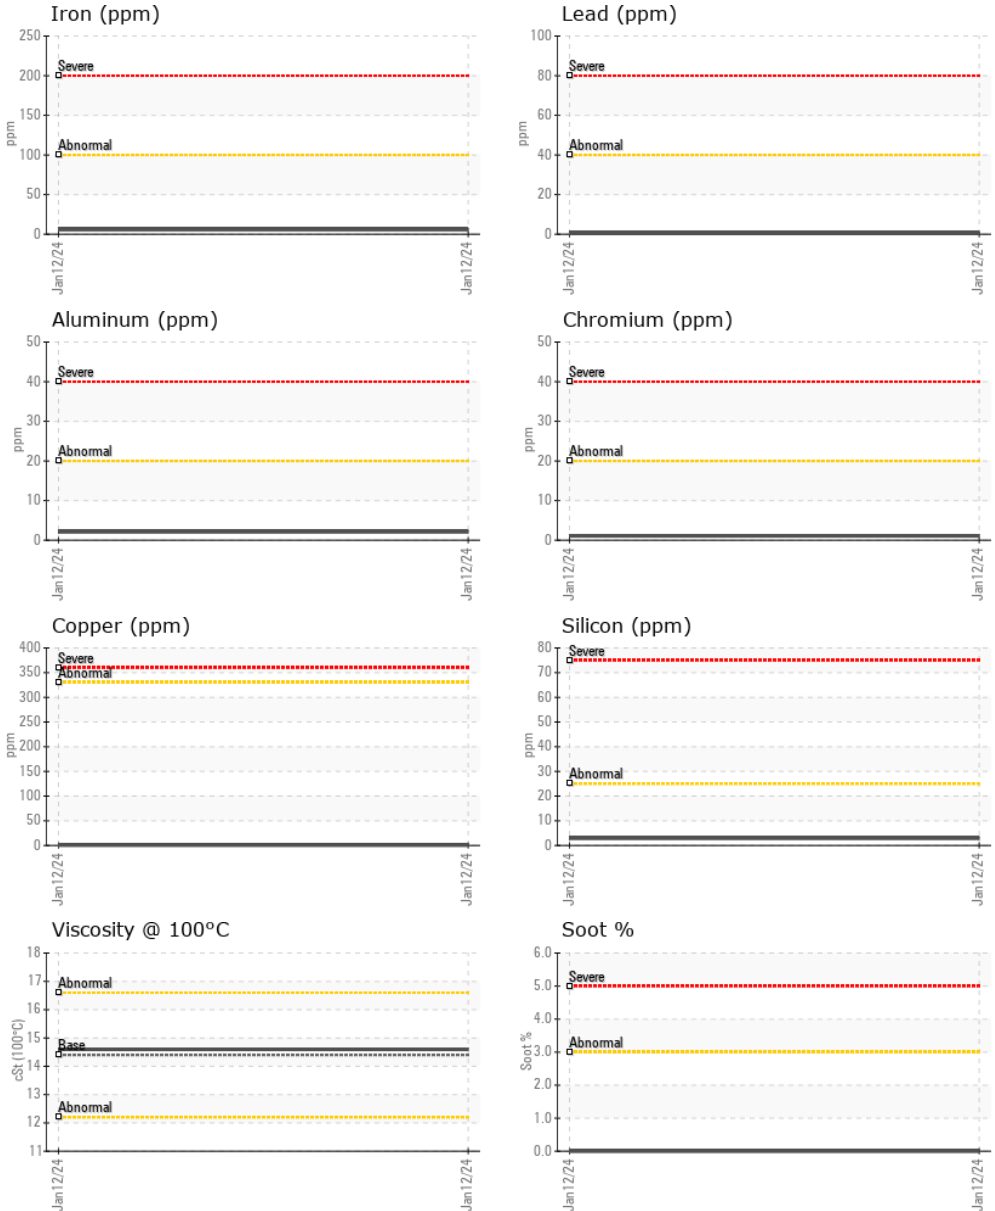 Iron (ppm)
250
200
150
100
50
0
ppm
Severe
Abnormal
Jan12/24
Jan12/24
Lead (ppm)
100
80
60
40
20
0
ppm
Severe
Abnormal
Jan12/24
Jan12/24
Aluminum (ppm)
50
40
30
20
10
0
ppm
Severe
Abnormal
Jan12/24
Jan12/24
Chromium (ppm)
50
40
30
20
10
0
ppm
Severe
Abnormal
Jan12/24
Jan12/24
Copper (ppm)
400
350
300
250
200
150
100
50
0
ppm
Severe
Abnormal
Jan12/24
Jan12/24
Silicon (ppm)
80
70
60
50
40
30
20
10
0
ppm
Severe
Abnormal
Jan12/24
Jan12/24
Viscosity @ 100°C
18
17
16
15
14
13
12
11
cSt (100°C)
Abnormal
Base
Abnormal
Jan12/24
Jan12/24
Soot %
6.0
5.0
4.0
3.0
2.0
1.0
0.0
Soot %
Severe
Abnormal
Jan12/24
Jan12/24